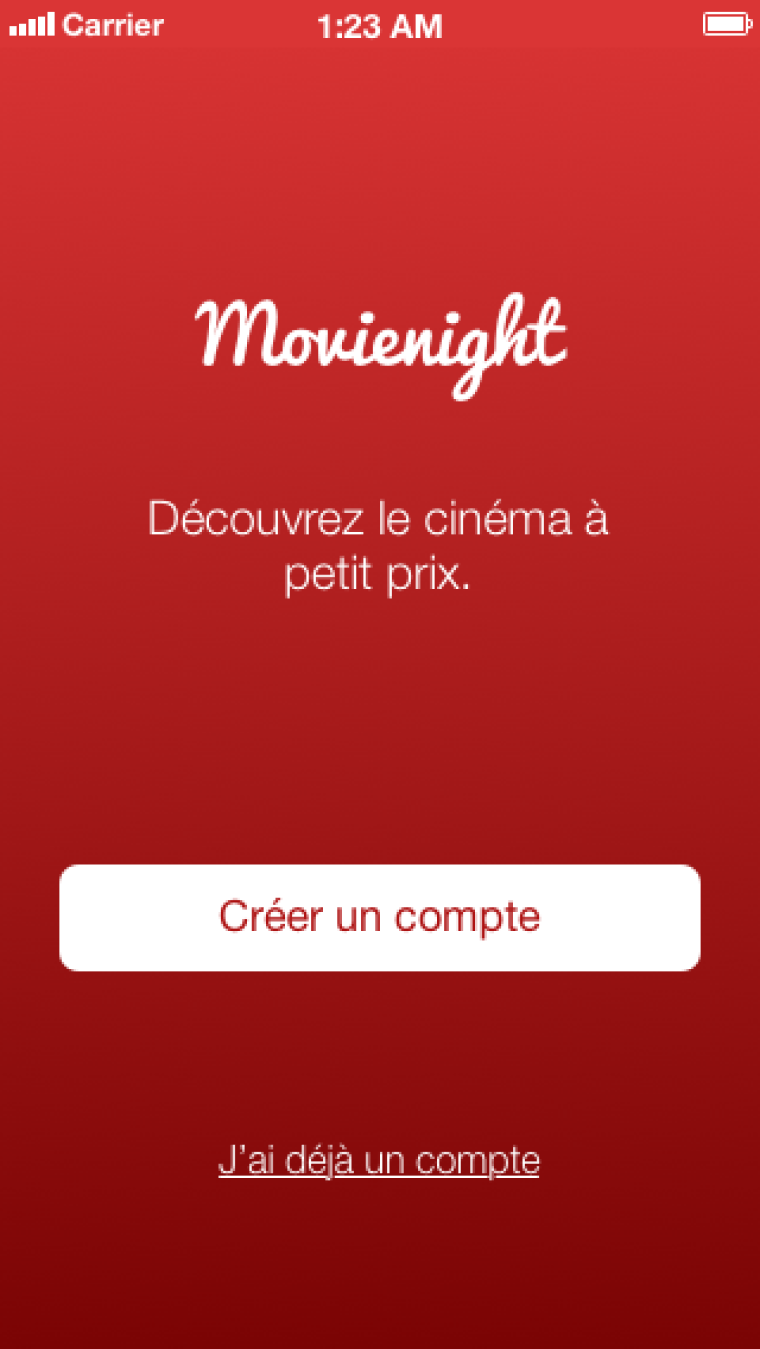 Carrier 1:23 AM
Movienight
Découvrez le cinéma à
petit prix.
Créer un compte
J'ai déjà un compte